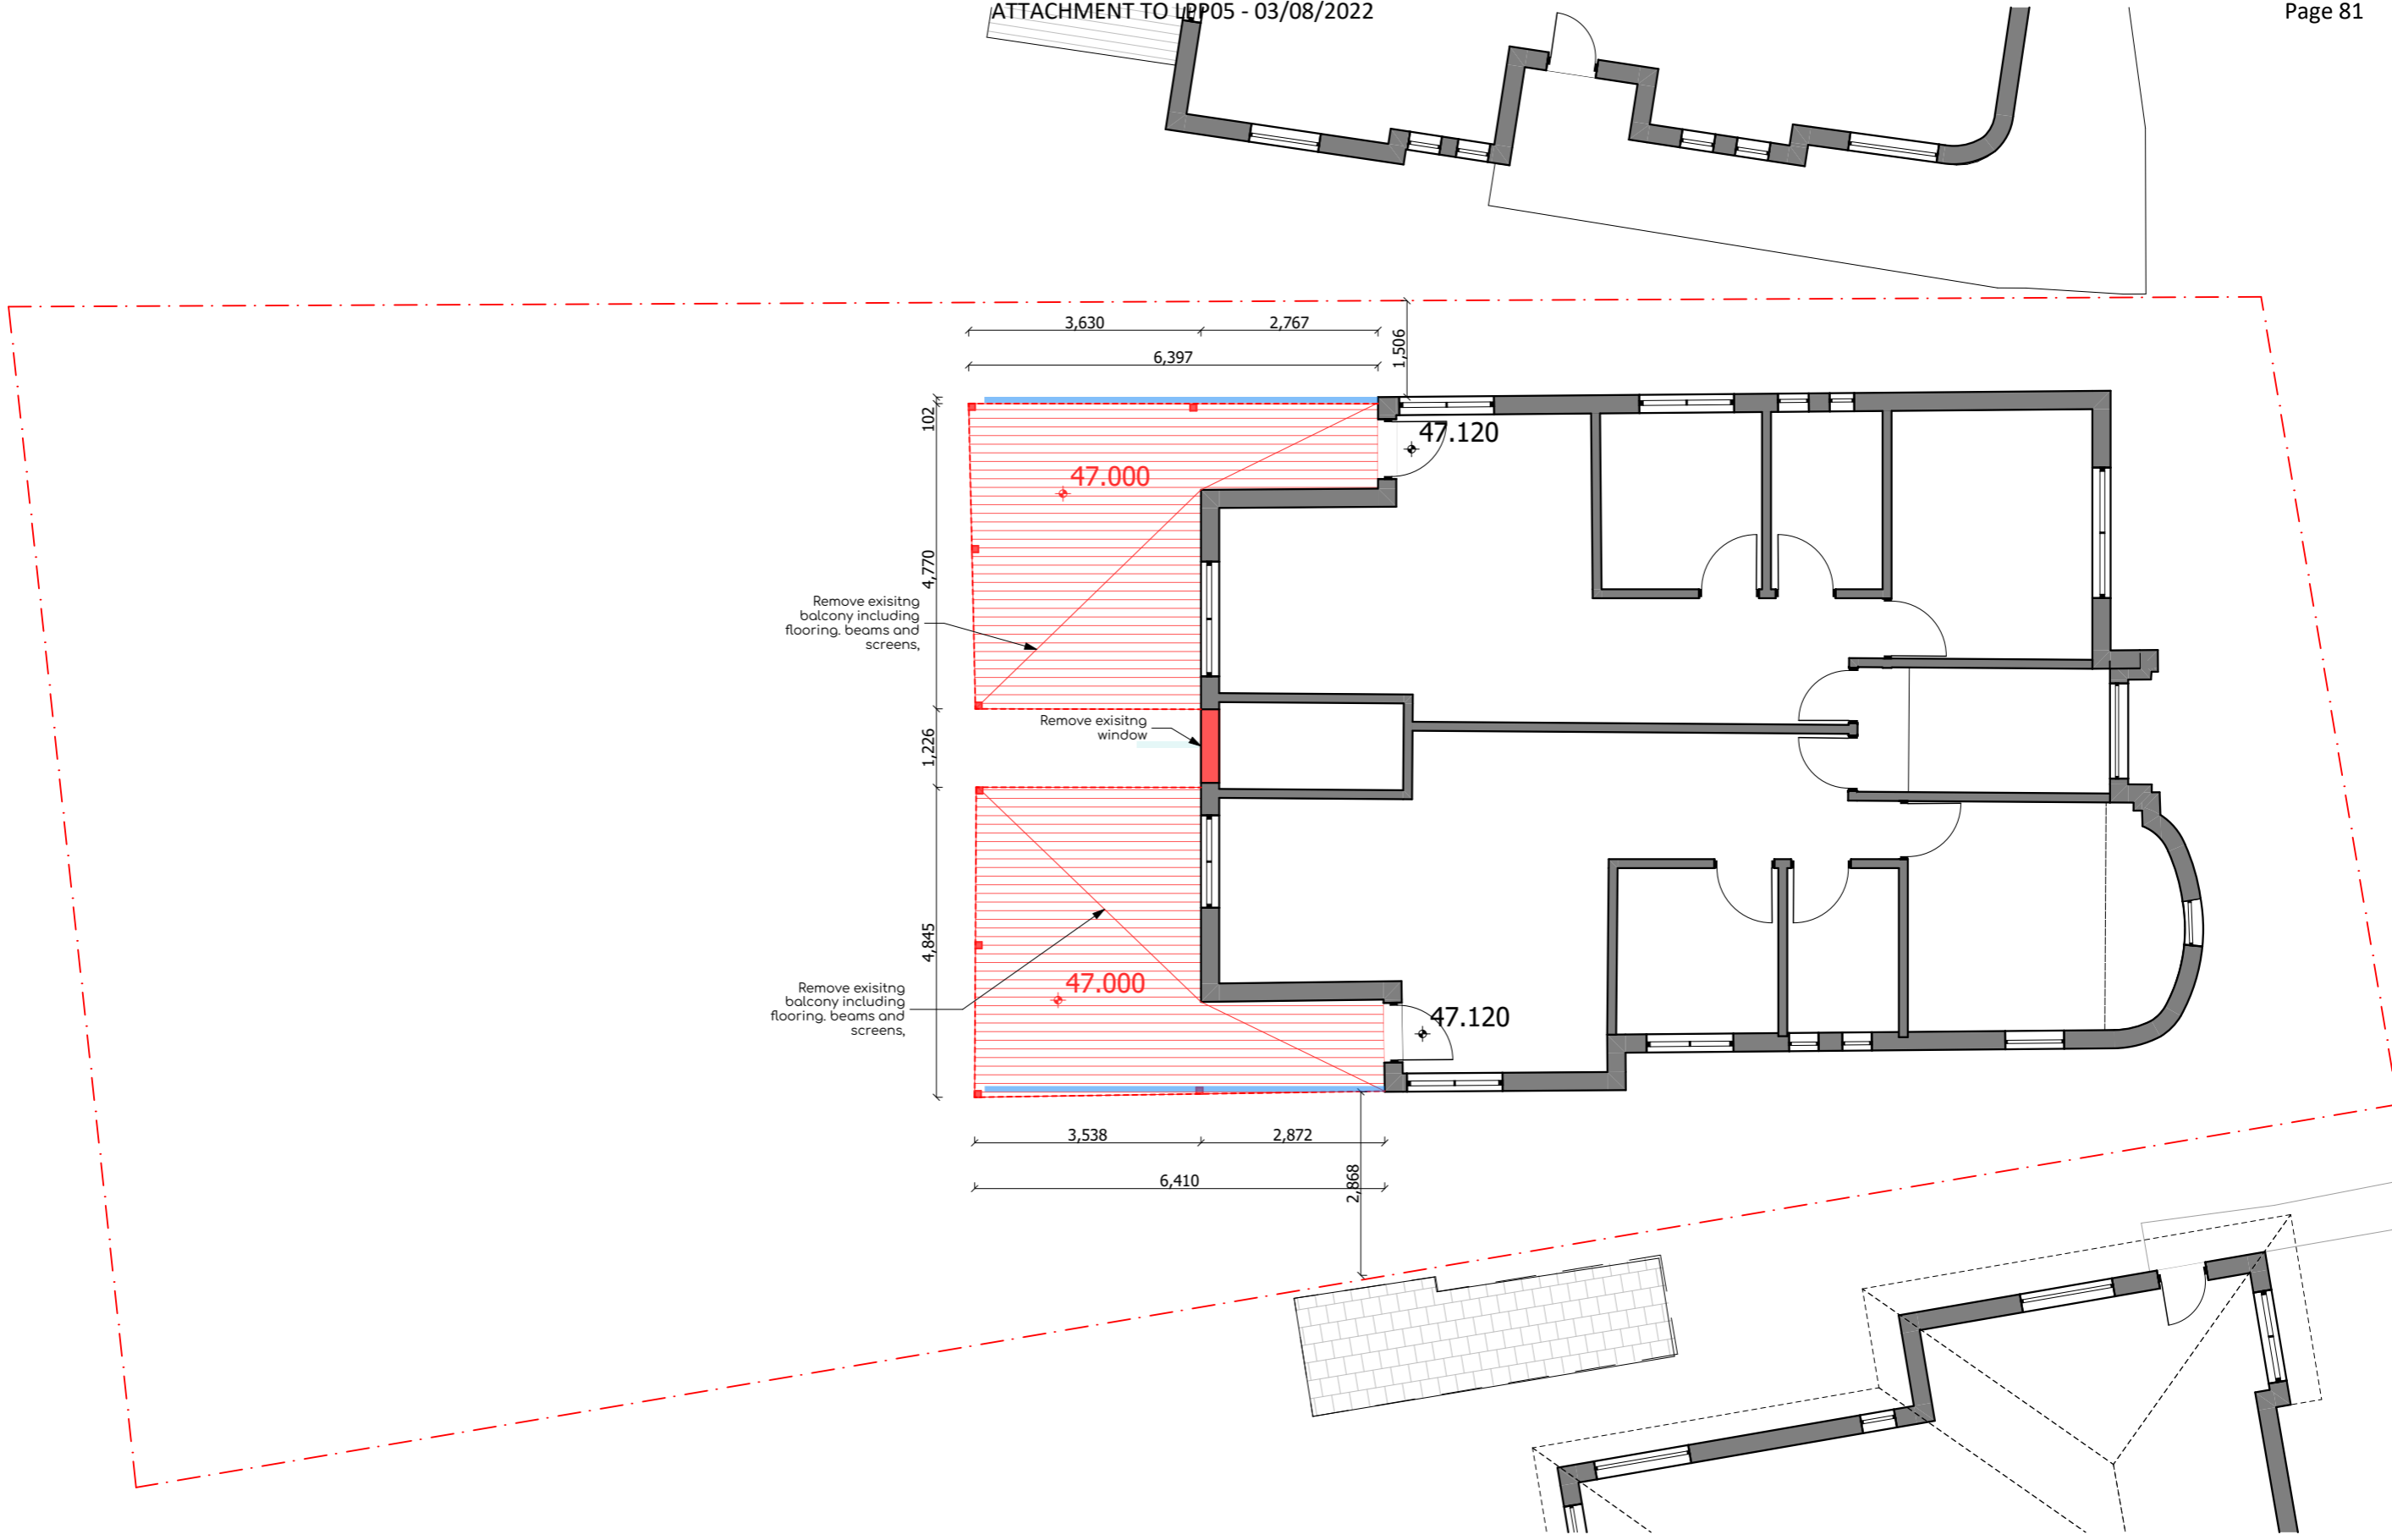 ATTACHMENT TO LPP05 - 03/08/2022
Page 81
3,630
2,767
6,397
1,506
102
47.120
47.000
4,770
Remove exisitng
balcony including
flooring. beams and
screens,
Remove exisitng
window
1,226
4,845
47.000
Remove exisitng
balcony including
flooring. beams and
screens,
47.120
3,538
2,872
6,410
2,868